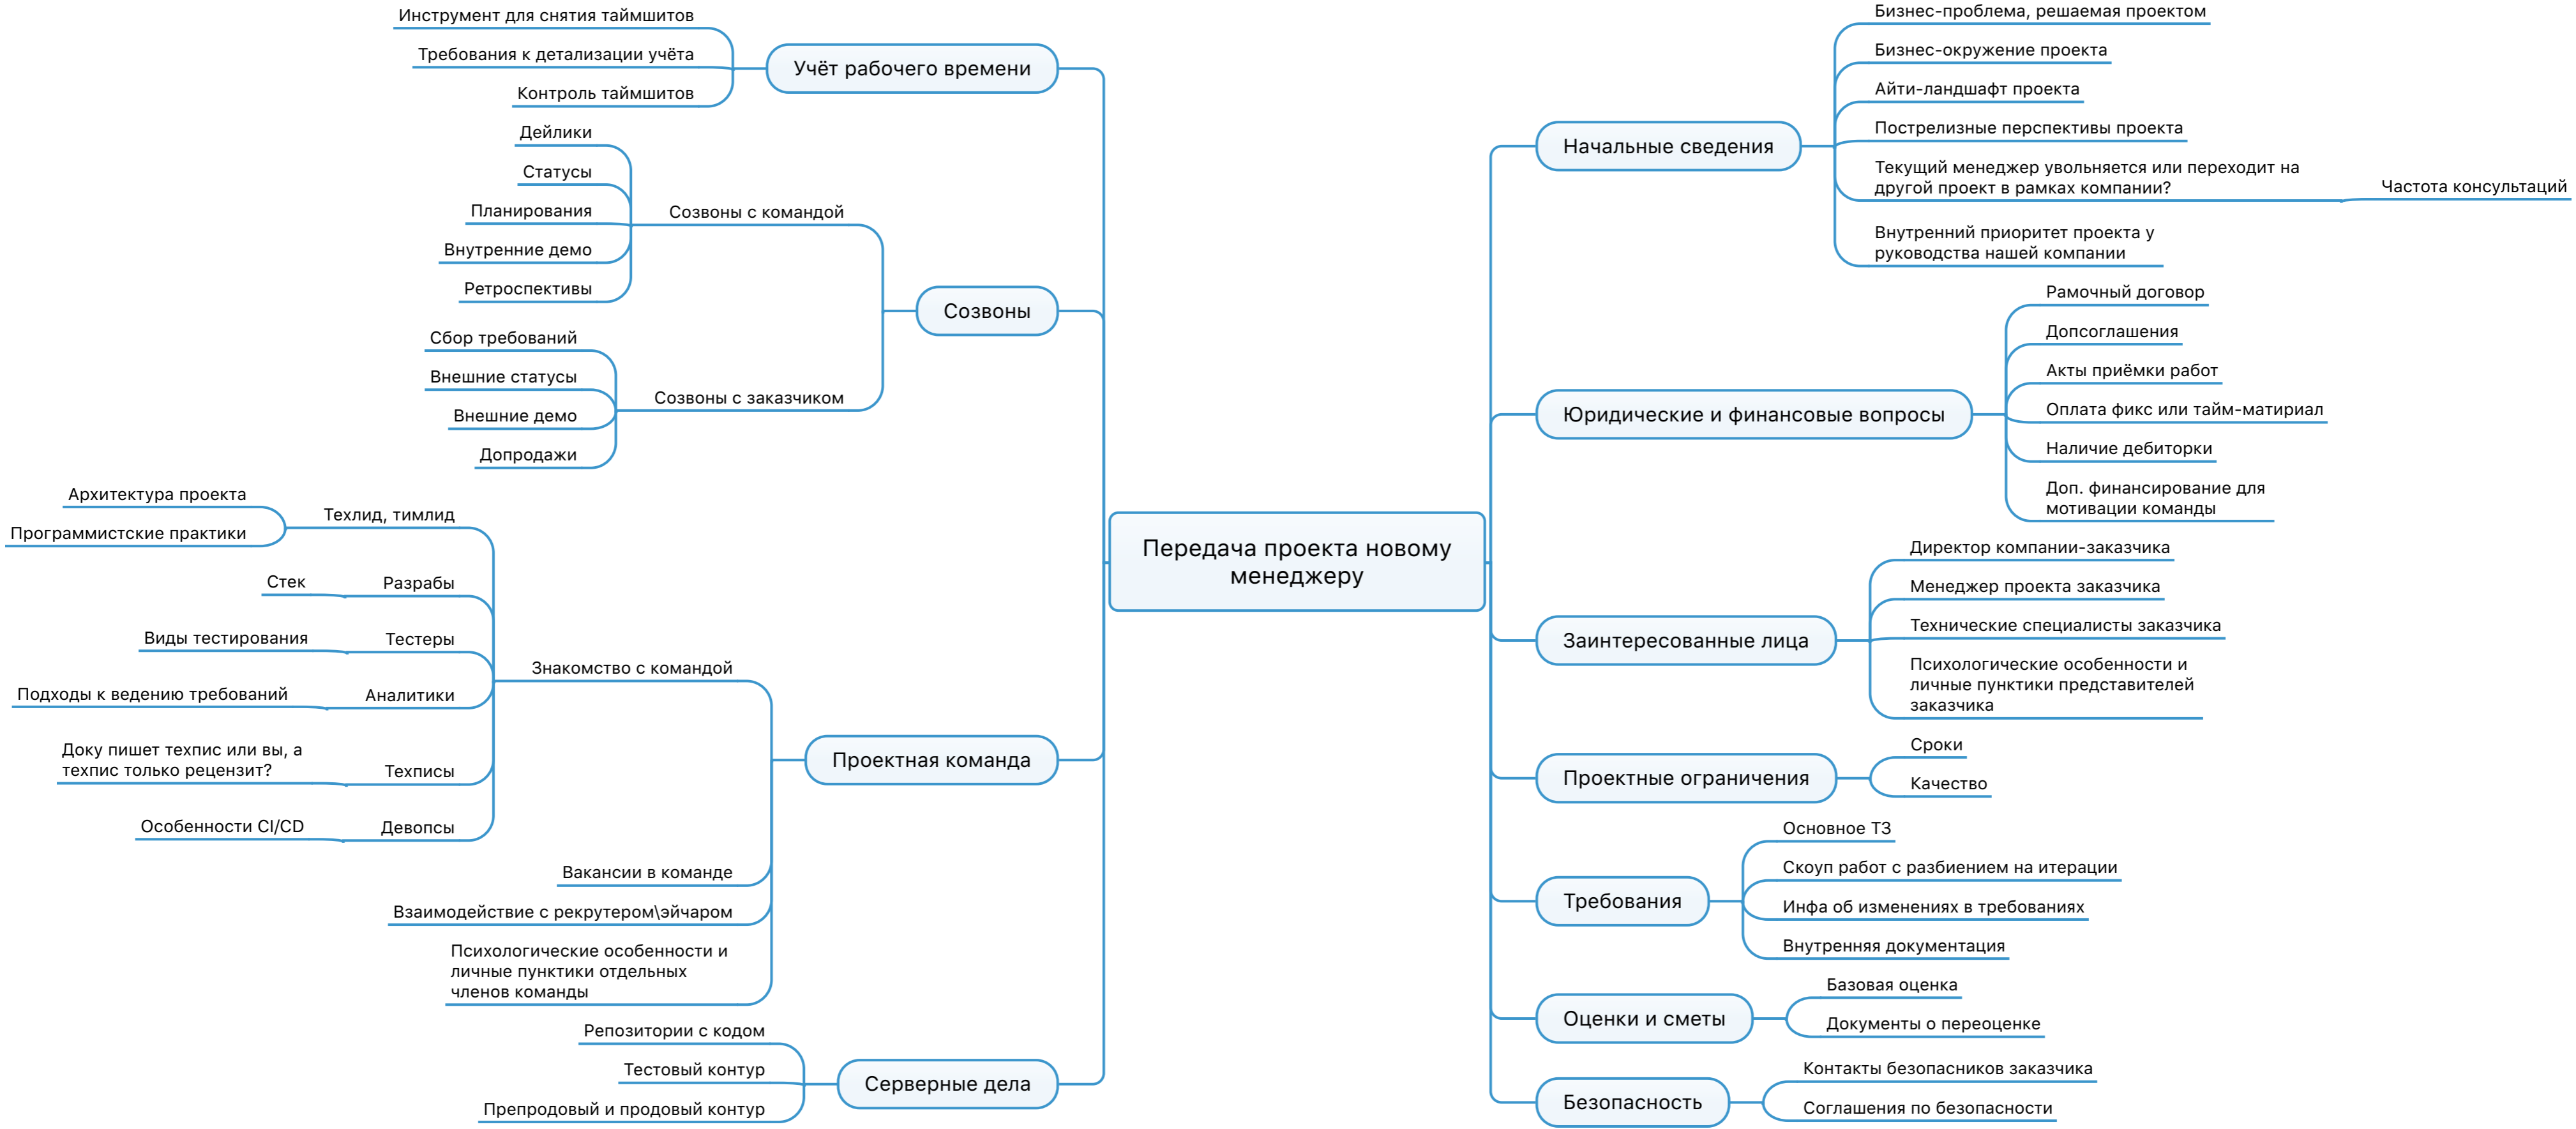 Передача проекта новому
менеджеру
Начальные сведения
Бизнес-проблема, решаемая проектом
Бизнес-окружение проекта
Айти-ландшафт проекта
Пострелизные перспективы проекта
Текущий менеджер увольняется или переходит на
другой проект в рамках компании?
Частота консультаций
Внутренний приоритет проекта у
руководства нашей компании
Юридические и финансовые вопросы
Рамочный договор
Допсоглашения
Акты приёмки работ
Оплата фикс или тайм-матириал
Наличие дебиторки
Доп. финансирование для
мотивации команды
Заинтересованные лица
Директор компании-заказчика
Менеджер проекта заказчика
Технические специалисты заказчика
Психологические особенности и
личные пунктики представителей
заказчика
Проектные ограничения
Сроки
Качество
Требования
Основное ТЗ
Скоуп работ с разбиением на итерации
Инфа об изменениях в требованиях
Внутренняя документация
Оценки и сметы
Базовая оценка
Документы о переоценке
Безопасность
Контакты безопасников заказчика
Соглашения по безопасности
Учёт рабочего времени
Инструмент для снятия таймшитов
Требования к детализации учёта
Контроль таймшитов
Созвоны
Созвоны с командой
Дейлики
Статусы
Планирования
Внутренние демо
Ретроспективы
Созвоны с заказчиком
Сбор требований
Внешние статусы
Внешние демо
Допродажи
Проектная команда
Знакомство с командой
Техлид, тимлид
Архитектура проекта
Программистские практики
Разрабы
Стек
Тестеры
Виды тестирования
Аналитики
Подходы к ведению требований
Техписы
Доку пишет техпис или вы, а
техпис только рецензит?
Девопсы
Особенности CI/CD
Вакансии в команде
Взаимодействие с рекрутером\эйчаром
Психологические особенности и
личные пунктики отдельных
членов команды
Серверные дела
Репозитории с кодом
Тестовый контур
Препродовый и продовый контур